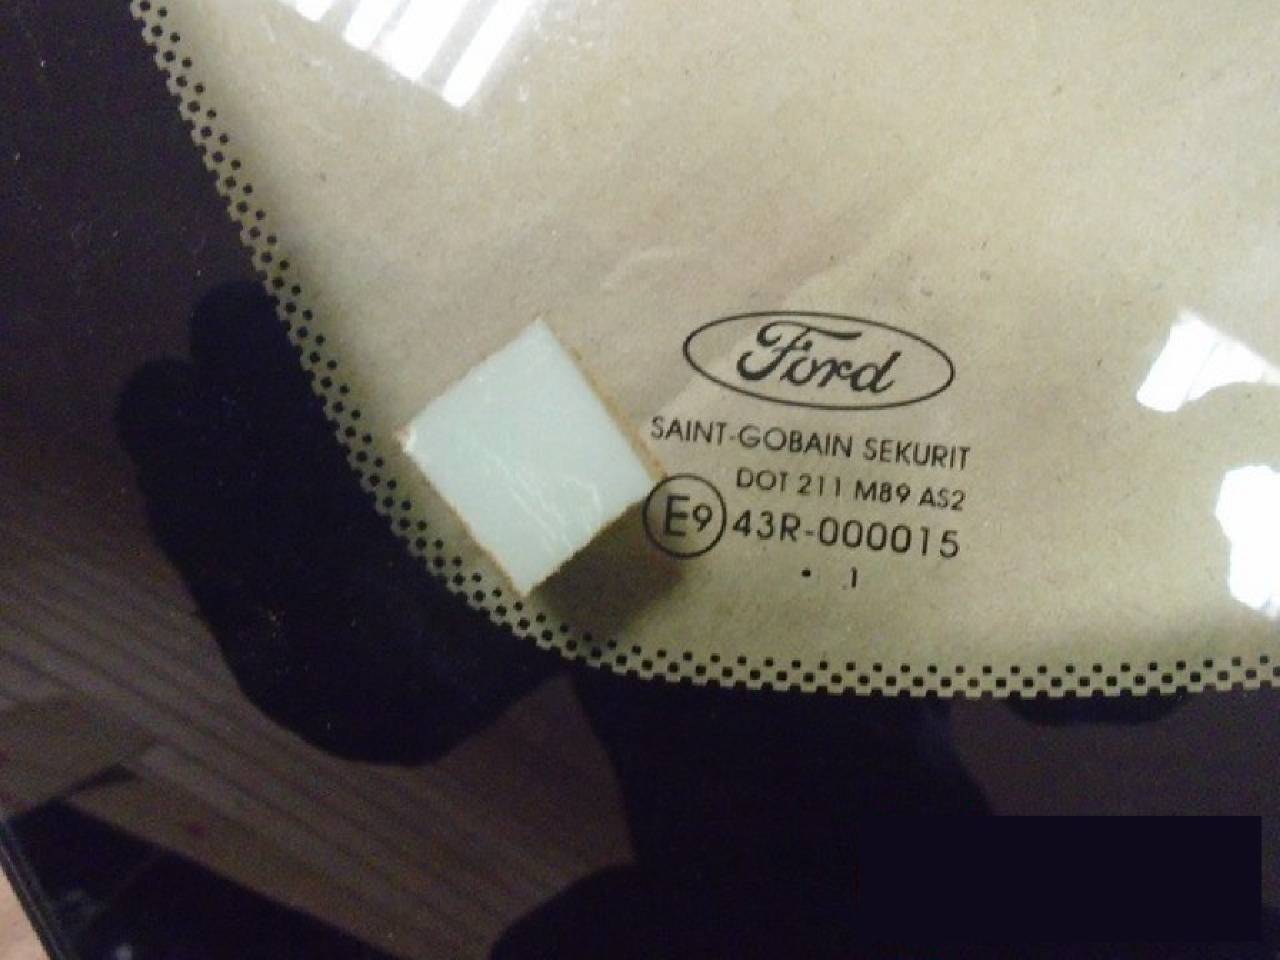 Ford
SAINT-GOBAIN SEKURIT
DOT 211 M89 AS2
E9 43R-000015
. 1